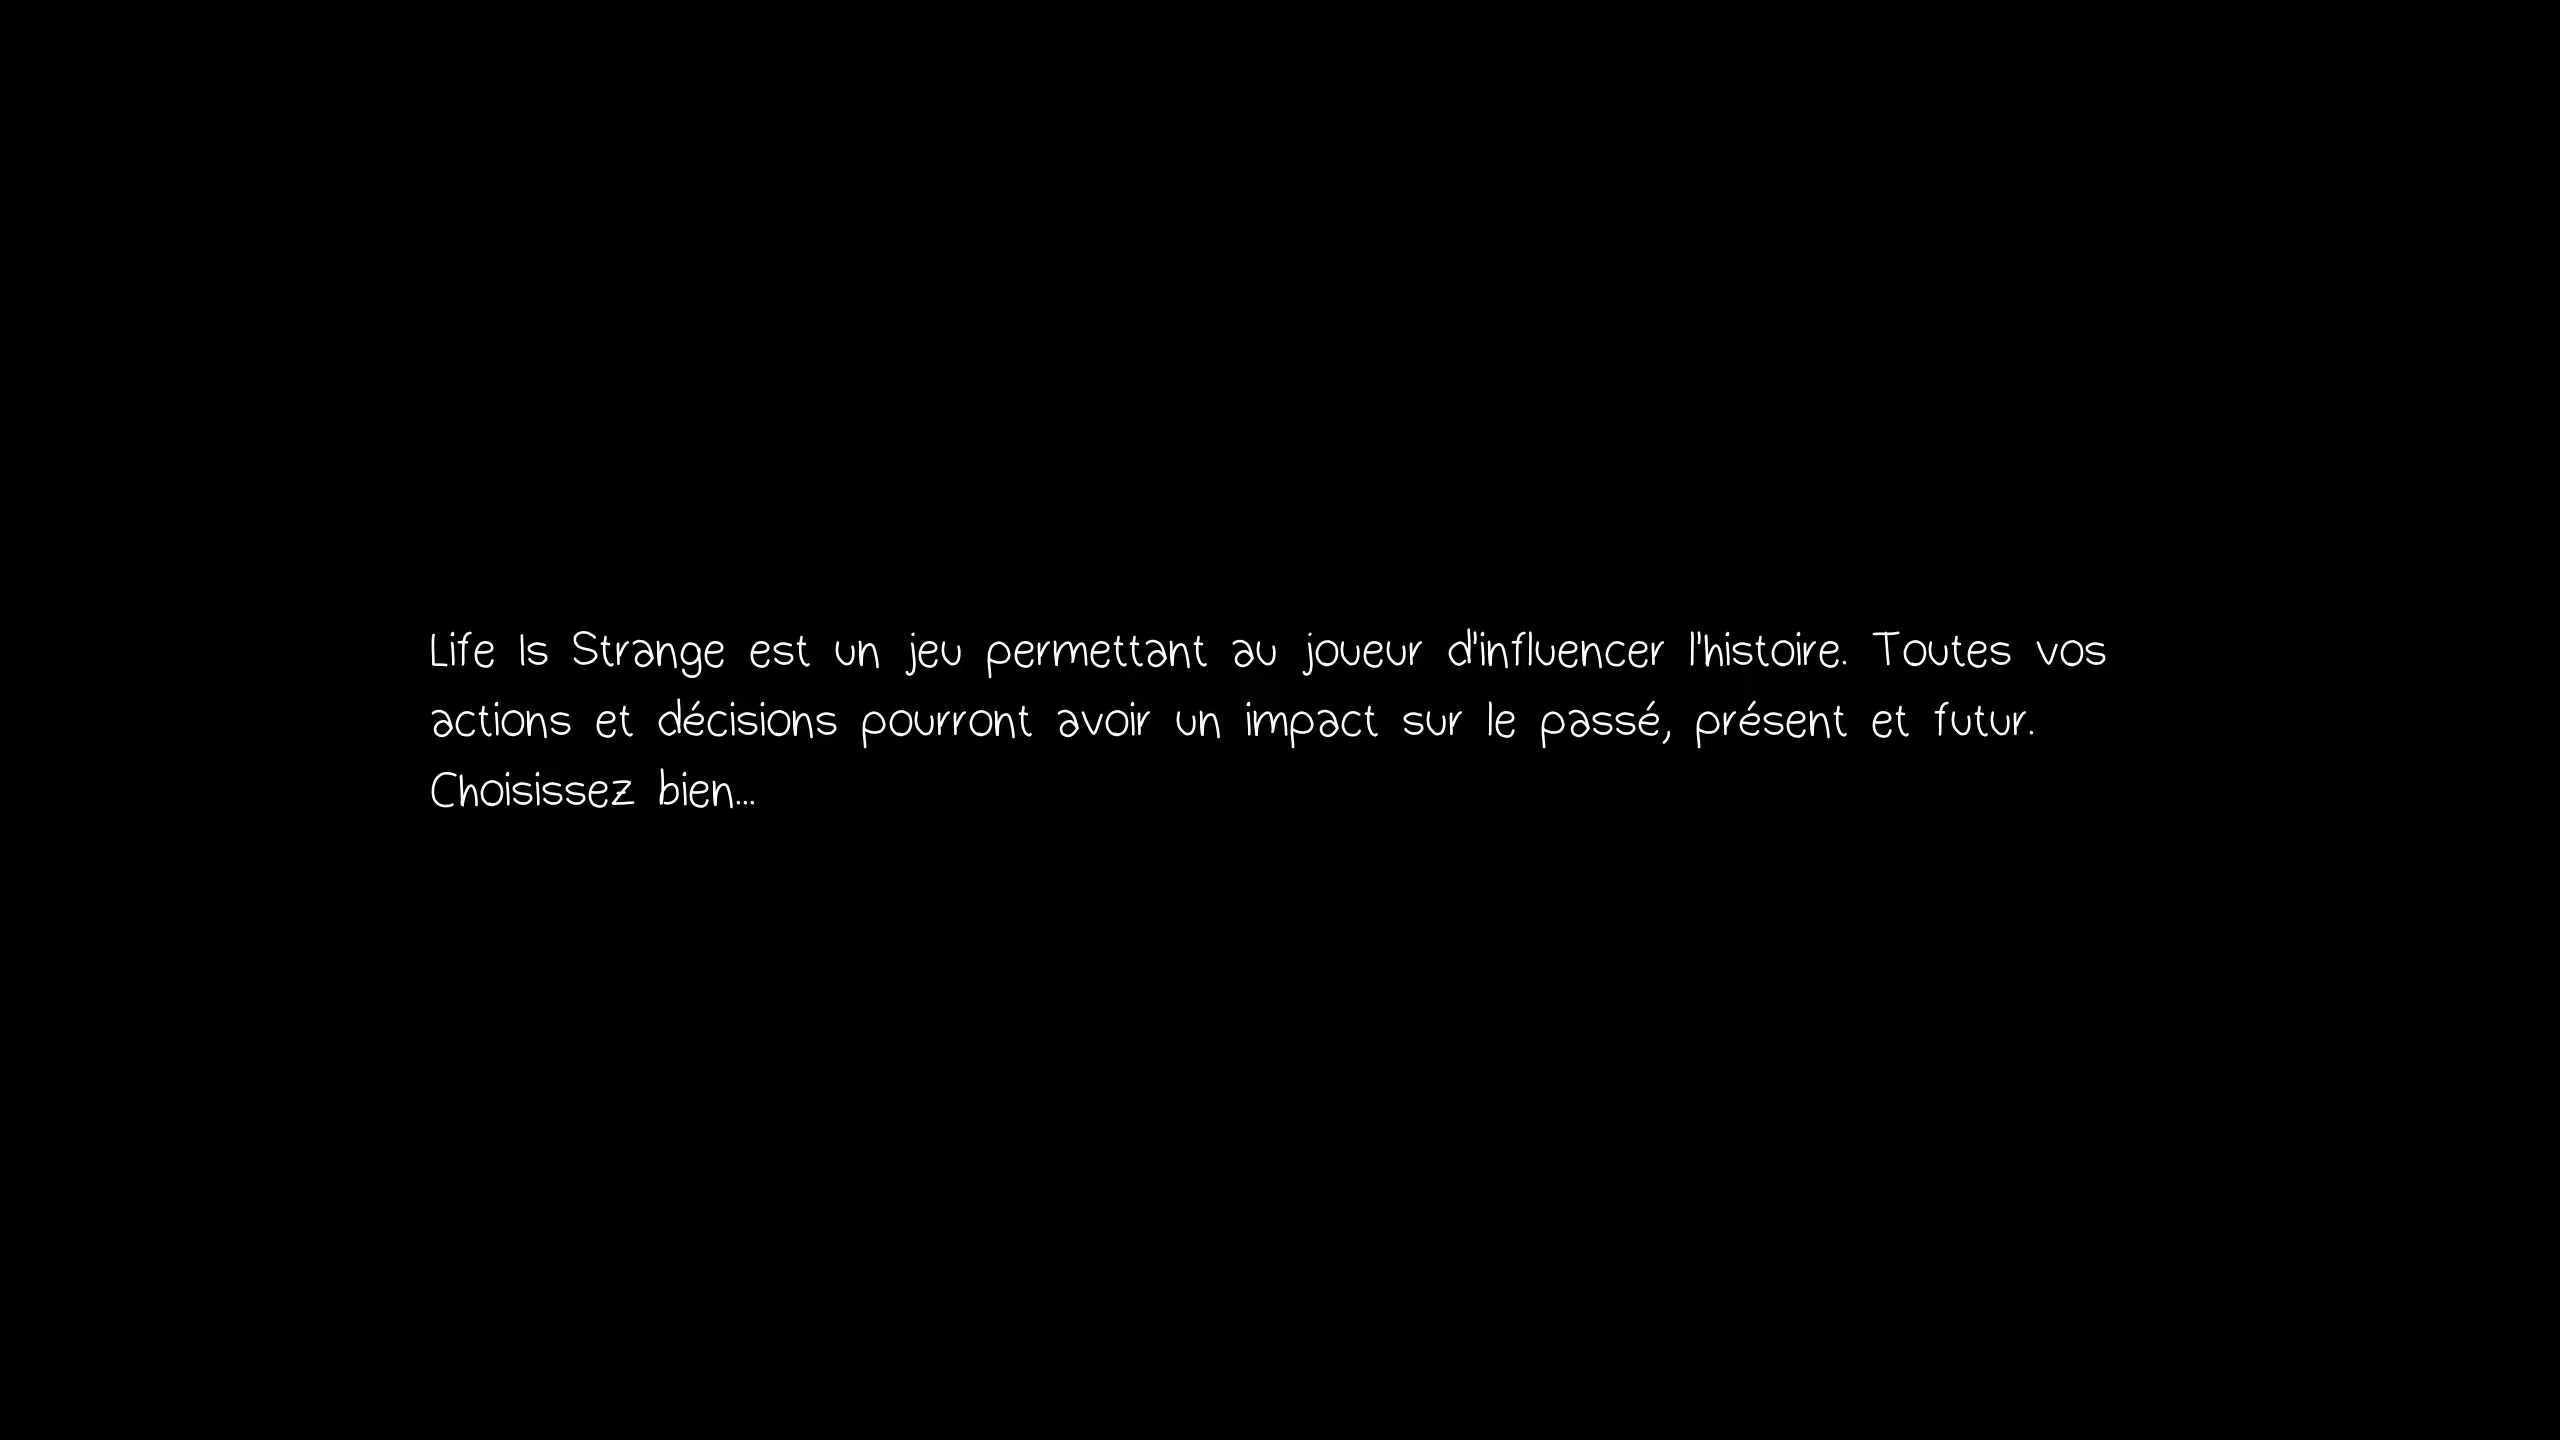 Life Is Strange est un jeu permettant au joueur d'influencer l'histoire. Toutes vos
actions et décisions pourront avoir un impact sur le passé, présent et futur.
Choisissez bien...